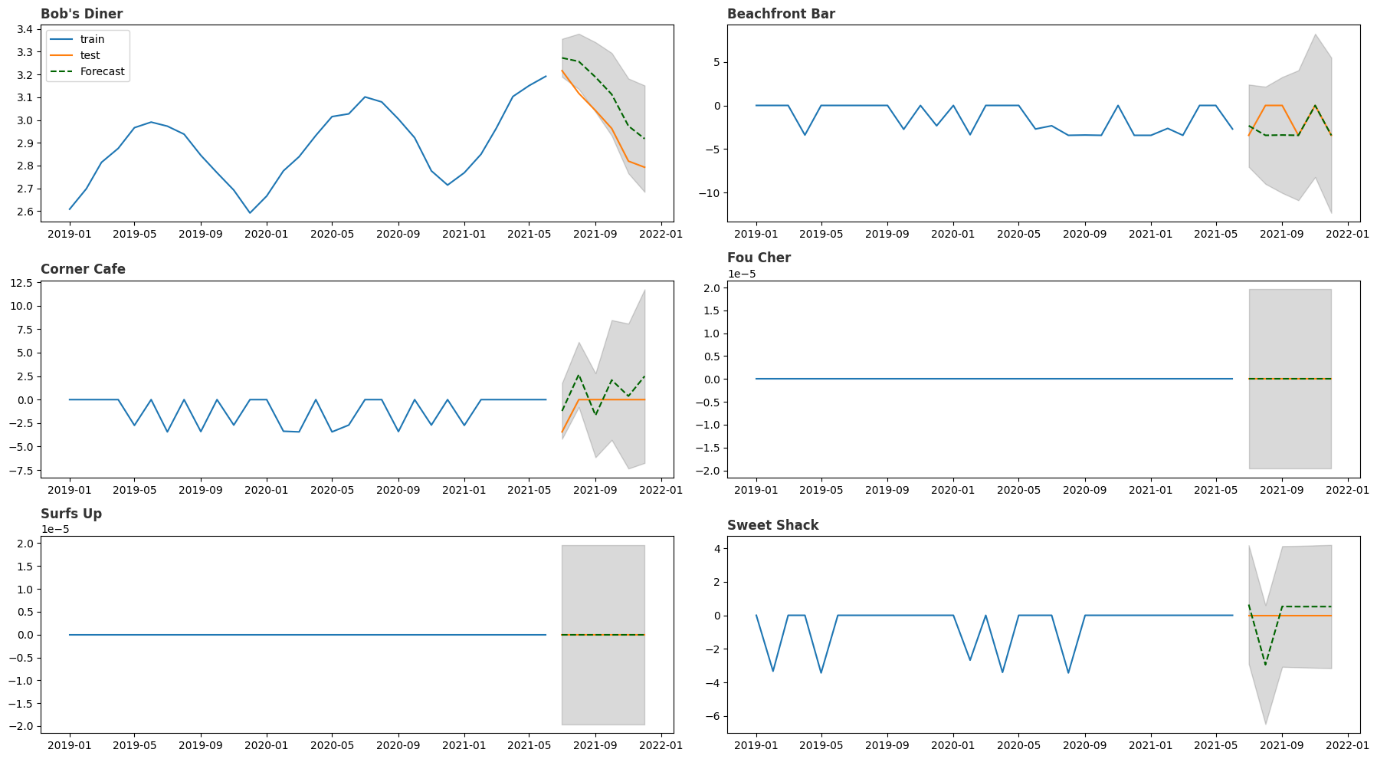 Bob's Diner
3.4
3.3
3.2
3.1
3.0
2.9
2.8
2.7
2.6
train
test
Forecast
2019-01 2019-05 2019-09 2020-01 2020-05 2020-09 2021-01 2021-05 2021-09 2022-01
Beachfront Bar
5
0
−5
−10
2019-01 2019-05 2019-09 2020-01 2020-05 2020-09 2021-01 2021-05 2021-09 2022-01
Corner Cafe
12.5
10.0
7.5
5.0
2.5
0.0
−2.5
−5.0
−7.5
2019-01 2019-05 2019-09 2020-01 2020-05 2020-09 2021-01 2021-05 2021-09 2022-01
Fou Cher
1e−5
2.0
1.5
1.0
0.5
0.0
−0.5
−1.0
−1.5
−2.0
2019-01 2019-05 2019-09 2020-01 2020-05 2020-09 2021-01 2021-05 2021-09 2022-01
Surfs Up
1e−5
2.0
1.5
1.0
0.5
0.0
−0.5
−1.0
−1.5
−2.0
2019-01 2019-05 2019-09 2020-01 2020-05 2020-09 2021-01 2021-05 2021-09 2022-01
Sweet Shack
4
2
0
−2
−4
−6
2019-01 2019-05 2019-09 2020-01 2020-05 2020-09 2021-01 2021-05 2021-09 2022-01